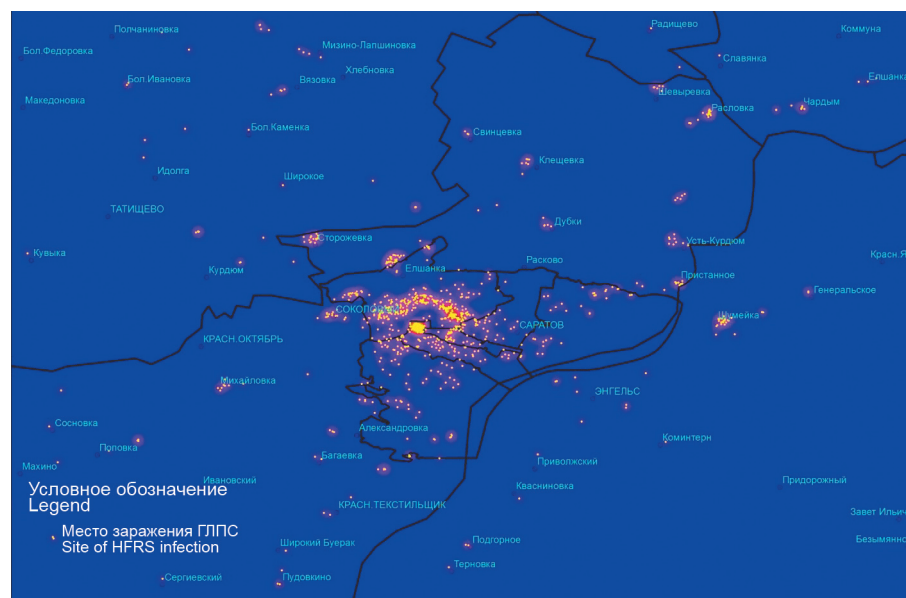 Радищево
Полчаниновка
Коммуна
Мизино-Лапшиновка
Бол Федоровка
Славянка
Хлебновка
Бол.Ивановка
Вязовка
Елшанка
Шевыревка
Македоновка
Чардым
Расловка
Бол.Каменка
Свинцевка
Клещевка
Идолга
Широкое
ТАТИЩЕВО
Дубки
Сторожевка
Усть-Курдюм
Кувыка
Расково
Красн.Я
Курдюм
Елшанка
Пристанное
Генеральское
СОКОЛОВЫЙ
Шумейка
САРАТОВ
КРАСН.ОКТЯБРЬ
Михайловка
ЭНГЕЛЬС
Сосновка
Александровка
Коминтерн
Поповка
Багаевка
Приволжский
Махино
Ивановский
Придорожный
Квасниковка
Условное обозначение
Legend
КРАСН.ТЕКСТИЛЬЩИК
Завет Ильич
Место заражения ГЛПС
Site of HFRS infection
Широкий Буерак
Подгорное
Безымянно
Терновка
Сергиевский
Пудовкино